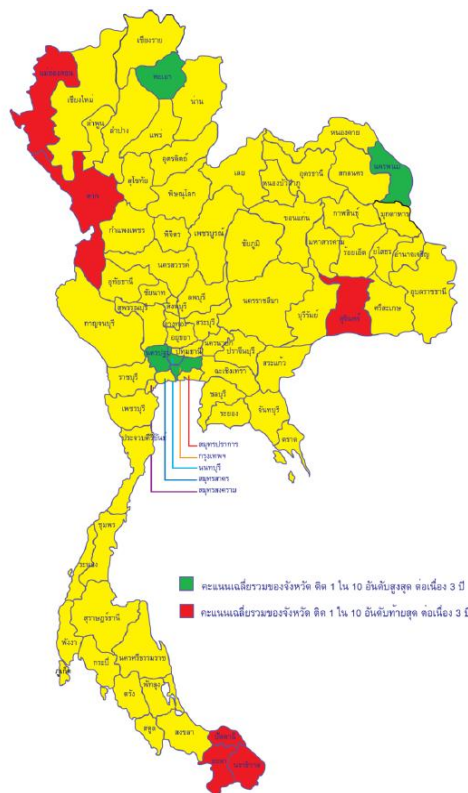 เชียงราย
แม่ฮ่องสอน
พะเยา
เชียงใหม่
น่าน
ลำพูน
ลำปาง
แพร่
หนองคาย
อุตรดิตถ์
เลย
อุดรธานี
สกลนคร
นครพนม
สุโขทัย
หนองบัวลำภู
ตาก
พิษณุโลก
ขอนแก่น
กาฬสินธุ์
มุกดาหาร
กำแพงเพชร
พิจิตร
เพชรบูรณ์
ชัยภูมิ
มหาสารคาม
ร้อยเอ็ด
ยโสธร
อำนาจเจริญ
นครสวรรค์
อุทัยธานี
ชัยนาท
ลพบุรี
นครราชสีมา
บุรีรัมย์
สุรินทร์
ศรีสะเกษ
อุบลราชธานี
สุพรรณบุรี
สิงห์บุรี
อ่างทอง
สระบุรี
กาญจนบุรี
อยุธยา
นครนายก
ปราจีนบุรี
นครปฐม
ปทุมธานี
สระแก้ว
ราชบุรี
ฉะเชิงเทรา
ชลบุรี
เพชรบุรี
ระยอง
จันทบุรี
ตราด
ประจวบคีรีขันธ์
สมุทรปราการ
กรุงเทพฯ
นนทบุรี
สมุทรสาคร
สมุทรสงคราม
ชุมพร
ระนอง
คะแนนเฉลี่ยรวมของจังหวัด ติด 1 ใน 10 อันดับสูงสุด ต่อเนื่อง 3 ปี
สุราษฎร์ธานี
คะแนนเฉลี่ยรวมของจังหวัด ติด 1 ใน 10 อันดับท้ายสุด ต่อเนื่อง 3 ปี
พังงา
กระบี่
นครศรีธรรมราช
ภูเก็ต
ตรัง
พัทลุง
สตูล
สงขลา
ปัตตานี
ยะลา
นราธิวาส